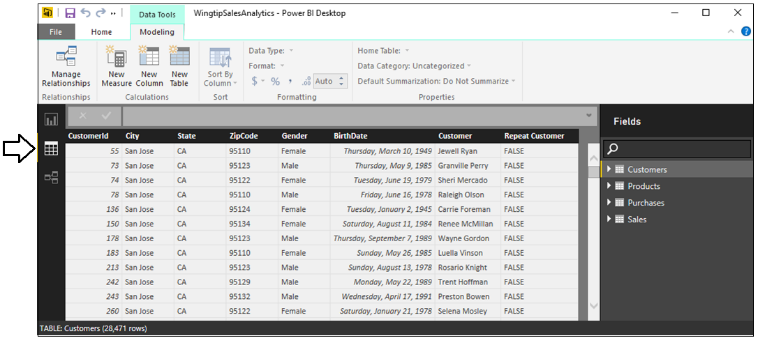 Data Tools WingtipSalesAnalytics - Power BI Desktop
File Home Modeling
Manage Relationships
New Measure
New Column
New Table
Sort By Column
Data Type:
Format:
$ % , .00 Auto
Home Table:
Data Category: Uncategorized
Default Summarization: Do Not Summarize
Relationships Calculations Sort Formatting Properties
CustomerId City State ZipCode Gender BirthDate Customer Repeat Customer
55 San Jose CA 95110 Female Thursday, March 10, 1949 Jewell Ryan FALSE
73 San Jose CA 95123 Male Thursday, May 9, 1985 Granville Perry FALSE
74 San Jose CA 95122 Female Tuesday, June 19, 1979 Sheri Mercado FALSE
78 San Jose CA 95110 Male Friday, June 16, 1978 Raleigh Olson FALSE
136 San Jose CA 95124 Female Tuesday, January 2, 1945 Carrie Foreman FALSE
150 San Jose CA 95134 Female Saturday, August 11, 1984 Renee McMillan FALSE
178 San Jose CA 95123 Male Thursday, September 7, 1989 Wayne Gordon FALSE
183 San Jose CA 95110 Female Sunday, May 26, 1985 Luella Vinson FALSE
213 San Jose CA 95123 Male Sunday, August 13, 1978 Rosario Knight FALSE
242 San Jose CA 95129 Male Monday, May 22, 1989 Trent Hoffman FALSE
243 San Jose CA 95132 Male Wednesday, April 17, 1991 Preston Bowen FALSE
260 San Jose CA 95122 Female Saturday, January 21, 1978 Selena Mosley FALSE
Fields
Customers
Products
Purchases
Sales
TABLE: Customers (28,471 rows)